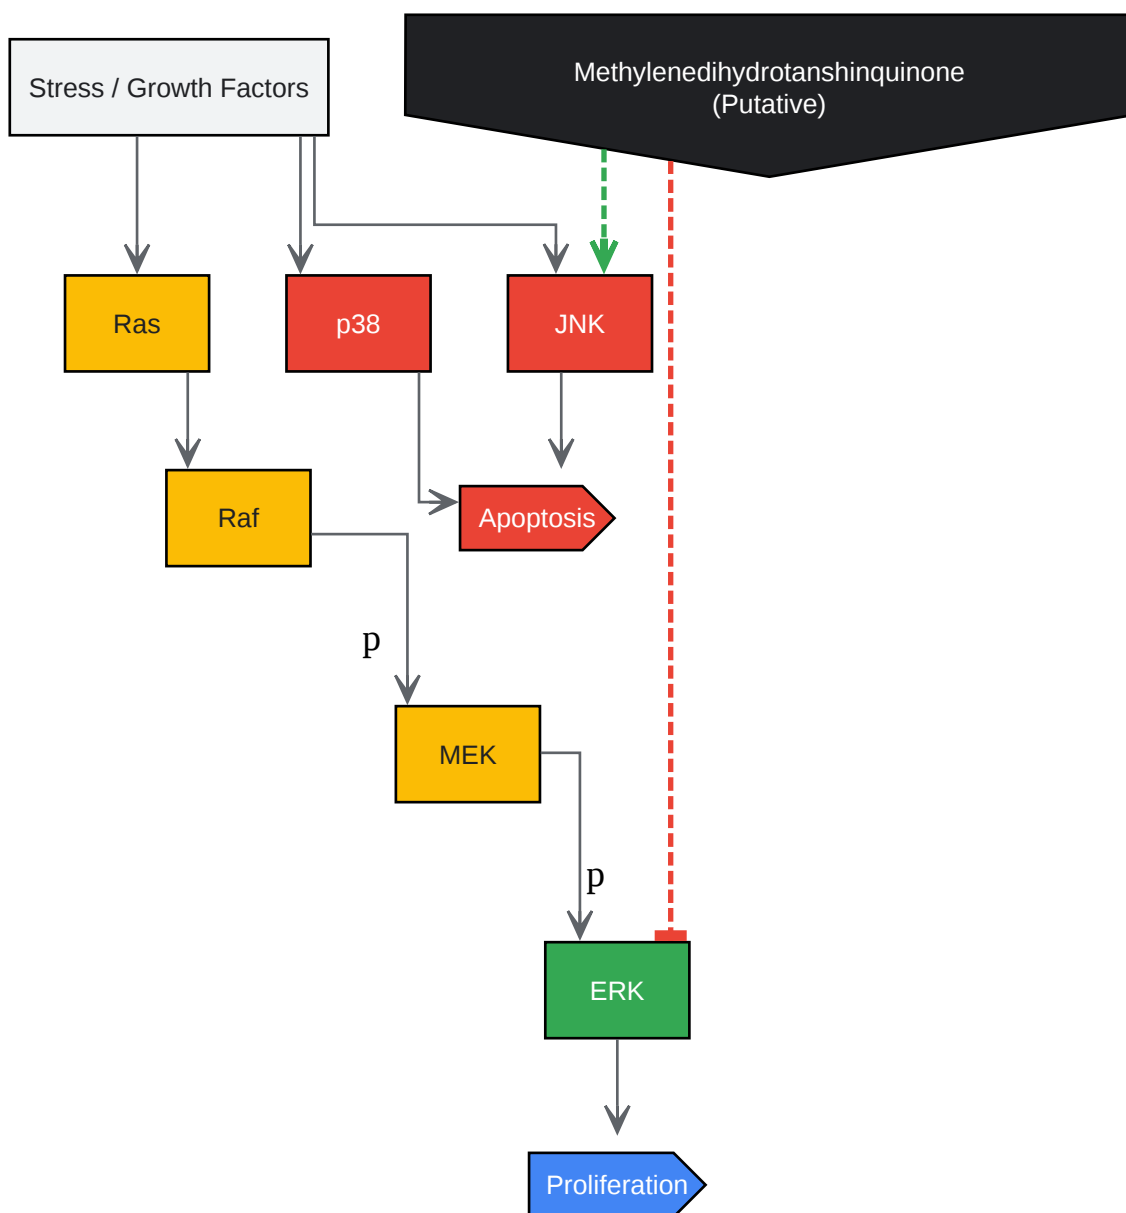 Stress / Growth Factors
Methylenedihydrotanshinquinone
(Putative)
Ras
p38
JNK
Raf
Apoptosis
p
MEK
p
ERK
Proliferation